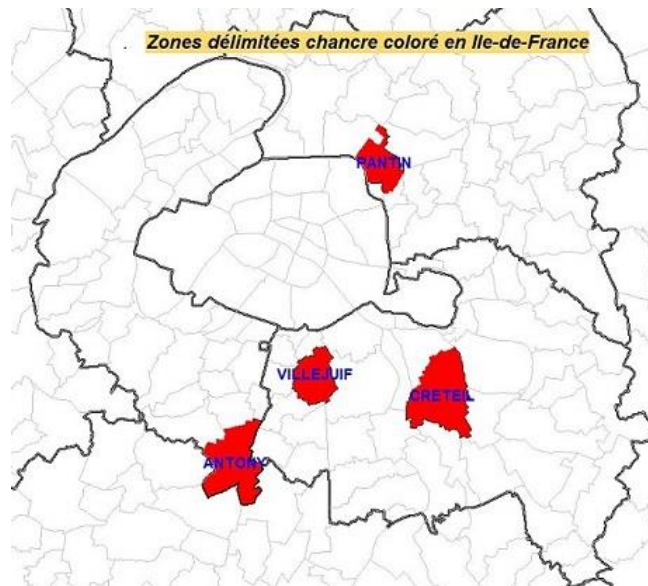 Zones délimitées chancre coloré en Ile-de-France
PANTIN
VILLEJUIF
CRETEIL
ANTONY